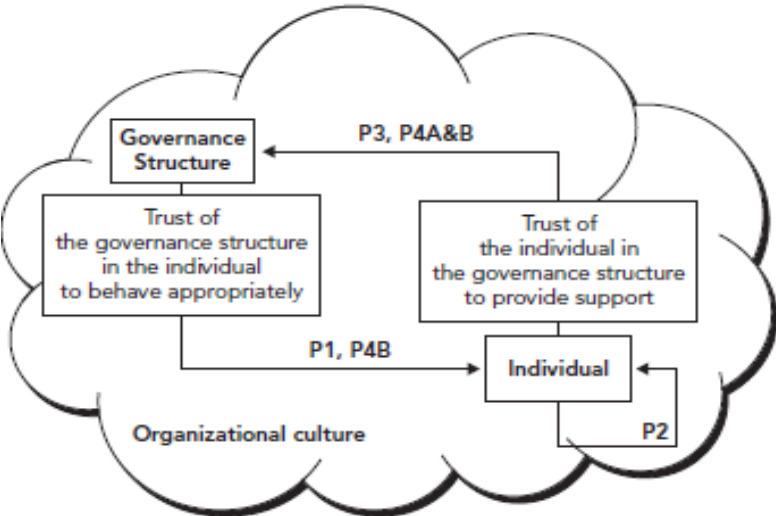 Governance
Structure
P3, P4A&B
Trust of
the governance structure
in the individual
to behave appropriately
Trust of
the individual in
the governance structure
to provide support
P1, P4B
Individual
Organizational culture
P2